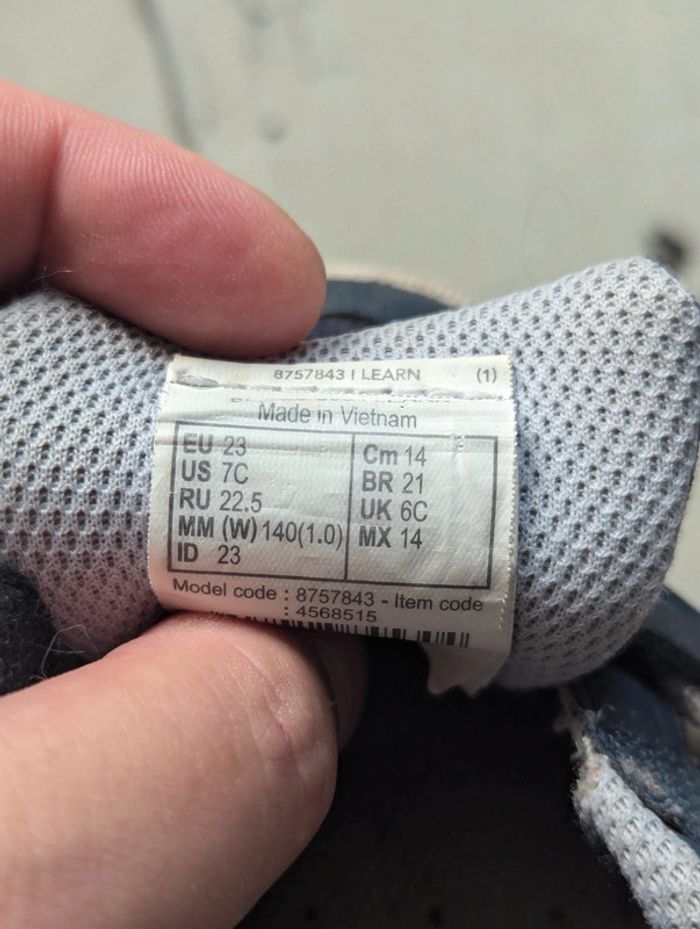 8757843 I LEARN (1)
Made in Vietnam
EU 23
US 7C
RU 22.5
MM (W) 140(1.0)
ID 23
Cm 14
BR 21
UK 6C
MX 14
Model code : 8757843 - Item code
: 4568515